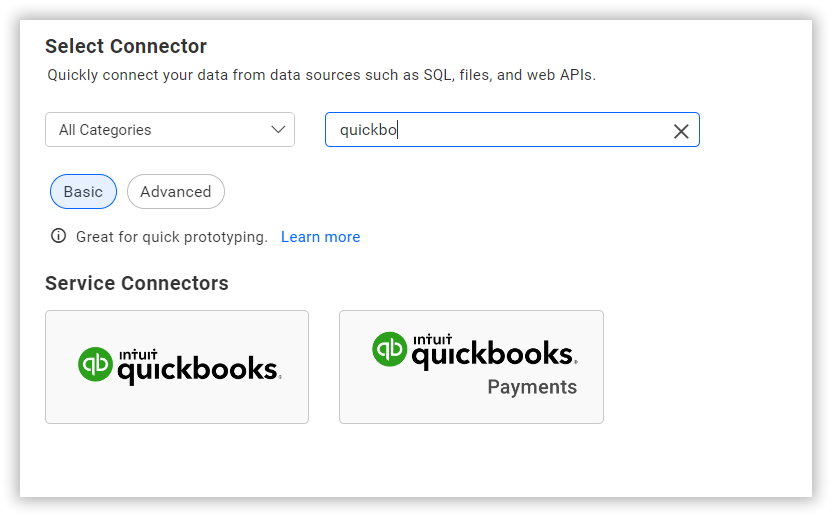 Select Connector
Quickly connect your data from data sources such as SQL, files, and web APIs.
All Categories
quickbo
Basic
Advanced
Great for quick prototyping. Learn more
Service Connectors
qb intuit quickbooks.
qb intuit quickbooks.
Payments